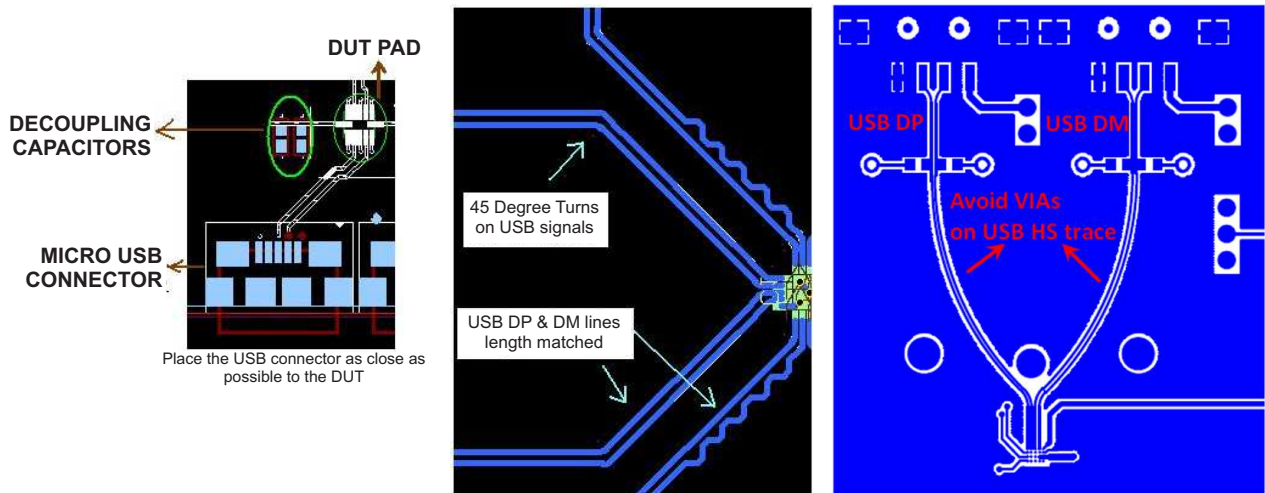 DUT PAD
DECOUPLING
CAPACITORS
MICRO USB
CONNECTOR
Place the USB connector as close as
possible to the DUT
45 Degree Turns
on USB signals
USB DP & DM lines
length matched
USB DP
USB DM
Avoid VIAs
on USB HS trace